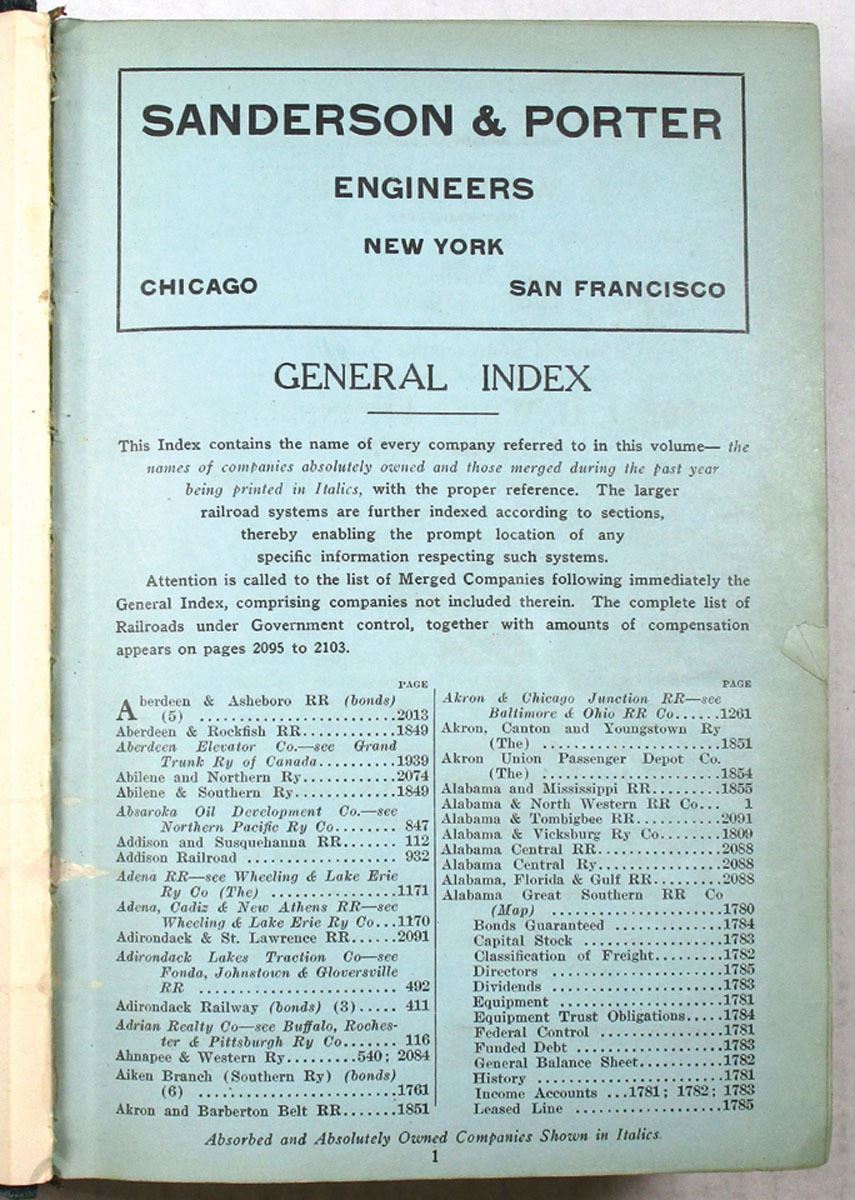 SANDERSON & PORTER
ENGINEERS
NEW YORK
CHICAGO SAN FRANCISCO
GENERAL INDEX
This Index contains the name of every company referred to in this volume— the
names of companies absolutely owned and those merged during the past year
being printed in Italics, with the proper reference. The larger
railroad systems are further indexed according to sections,
thereby enabling the prompt location of any
specific information respecting such systems.
Attention is called to the list of Merged Companies following immediately the
General Index, comprising companies not included therein. The complete list of
Railroads under Government control, together with amounts of compensation
appears on pages 2095 to 2103.
PAGE
Aberdeen & Asheboro RR (bonds)
(5) ........................2013
Aberdeen & Rockfish RR............1849
Aberdeen Elevator Co.—see Grand
Trunk Ry of Canada..........1939
Abilene and Northern Ry............2074
Abilene & Southern Ry.............1849
Absaroka Oil Development Co.—see
Northern Pacific Ry Co........ 847
Addison and Susquehanna RR....... 112
Addison Railroad ................. 932
Adena RR—see Wheeling & Lake Erie
Ry Co (The) ...............1171
Adena, Cadiz & New Athens RR—see
Wheeling & Lake Erie Ry Co...1170
Adirondack & St. Lawrence RR......2091
Adirondack Lakes Traction Co—see
Fonda, Johnstown & Gloversville
RR ........................ 492
Adirondack Railway (bonds) (3)..... 411
Adrian Realty Co—see Buffalo, Roches-
ter & Pittsburgh Ry Co....... 116
Ahnapee & Western Ry.........540; 2084
Aiken Branch (Southern Ry) (bonds)
(6) ........................1761
Akron and Barberton Belt RR.......1851
PAGE
Akron & Chicago Junction RR—see
Baltimore & Ohio RR Co......1261
Akron, Canton and Youngstown Ry
(The) ......................1851
Akron Union Passenger Depot Co.
(The) ......................1854
Alabama and Mississippi RR.........1855
Alabama & North Western RR Co... 1
Alabama & Tombigbee RR...........2091
Alabama & Vicksburg Ry Co........1809
Alabama Central RR................2088
Alabama Central Ry................2088
Alabama, Florida & Gulf RR.........2088
Alabama Great Southern RR Co
(Map) .....................1780
Bonds Guaranteed ..............1784
Capital Stock ..................1783
Classification of Freight.........1782
Directors ......................1785
Dividends ......................1783
Equipment .....................1781
Equipment Trust Obligations.....1784
Federal Control ................1781
Funded Debt ...................1783
General Balance Sheet...........1782
History ........................1781
Income Accounts ...1781; 1782; 1783
Leased Line ....................1785
Absorbed and Absolutely Owned Companies Shown in Italics.
1